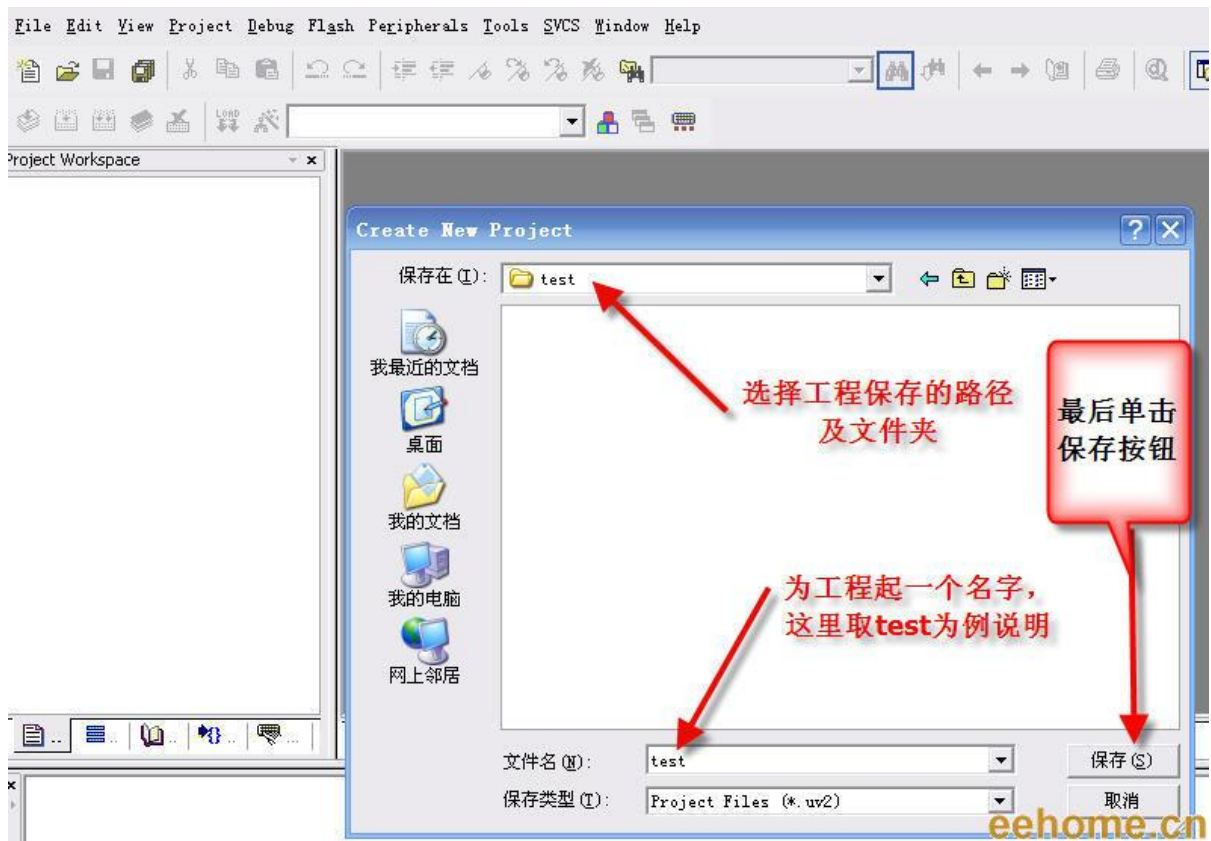 File Edit View Project Debug Flash Peripherals Tools SVCS Window Help
LOAD
Project Workspace
Create New Project
保存在(I):
test
我最近的文档
桌面
我的文档
我的电脑
网上邻居
选择工程保存的路径
及文件夹
最后单击
保存按钮
为工程起一个名字，
这里取test为例说明
文件名(N):
test
保存(S)
保存类型(T):
Project Files (*.uv2)
取消
eehome.cn